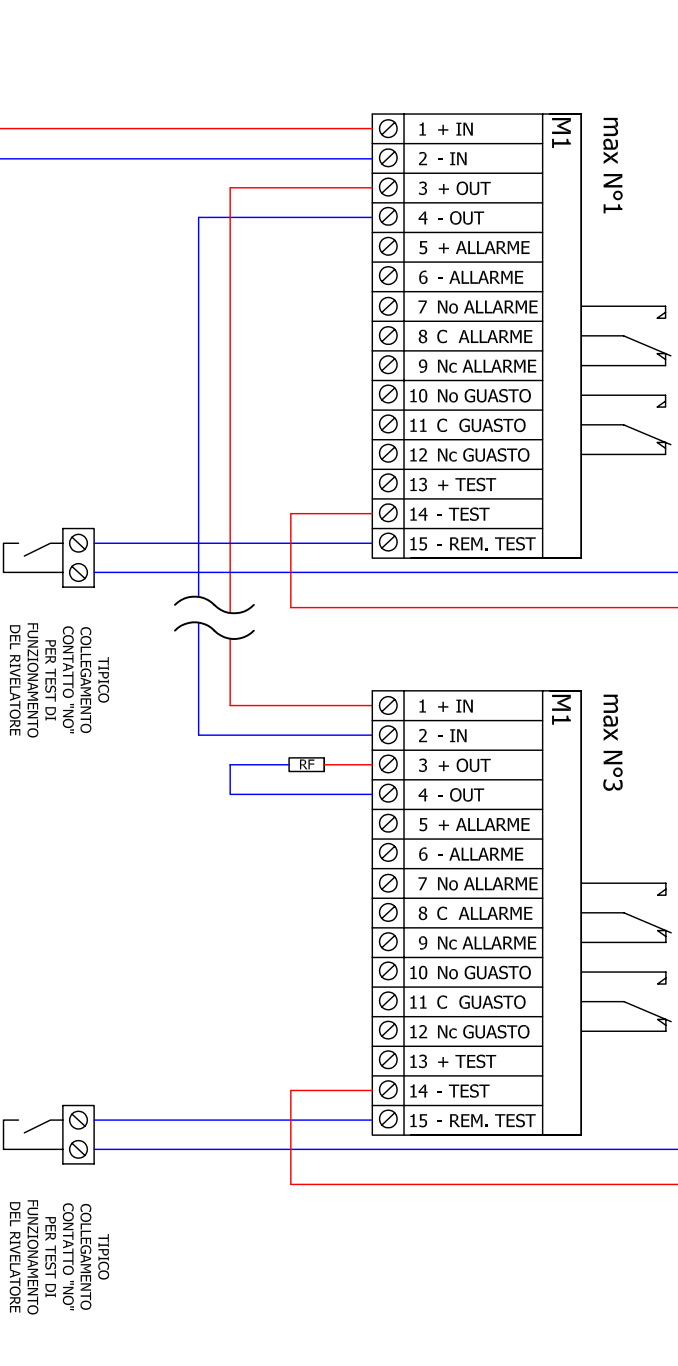 max N°1
M1
1 + IN
2 - IN
3 + OUT
4 - OUT
5 + ALLARME
6 - ALLARME
7 No ALLARME
8 C ALLARME
9 Nc ALLARME
10 No GUASTO
11 C GUASTO
12 Nc GUASTO
13 + TEST
14 - TEST
15 - REM. TEST
TIPICO
COLLEGAMENTO
CONTATTO "NO"
PER TEST DI
FUNZIONAMENTO
DEL RIVELATORE
max N°3
M1
1 + IN
2 - IN
3 + OUT
4 - OUT
5 + ALLARME
6 - ALLARME
7 No ALLARME
8 C ALLARME
9 Nc ALLARME
10 No GUASTO
11 C GUASTO
12 Nc GUASTO
13 + TEST
14 - TEST
15 - REM. TEST
RF
TIPICO
COLLEGAMENTO
CONTATTO "NO"
PER TEST DI
FUNZIONAMENTO
DEL RIVELATORE